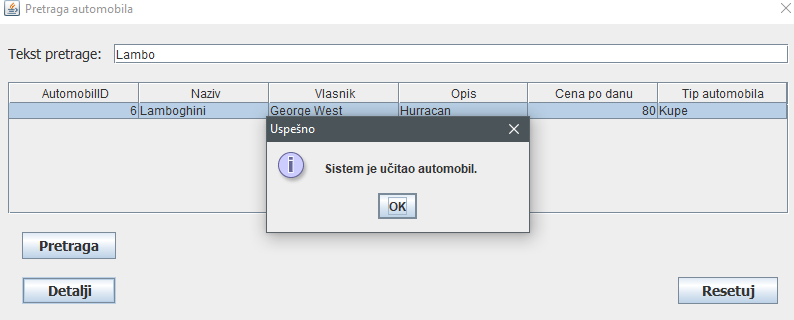 Pretraga automobila
Tekst pretrage: Lambo
AutomobilID Naziv Vlasnik Opis Cena po danu Tip automobila
6 Lamboghini George West Hurracan 80 Kupe
Uspešno
Sistem je učitao automobil.
OK
Pretraga
Detalji Resetuj